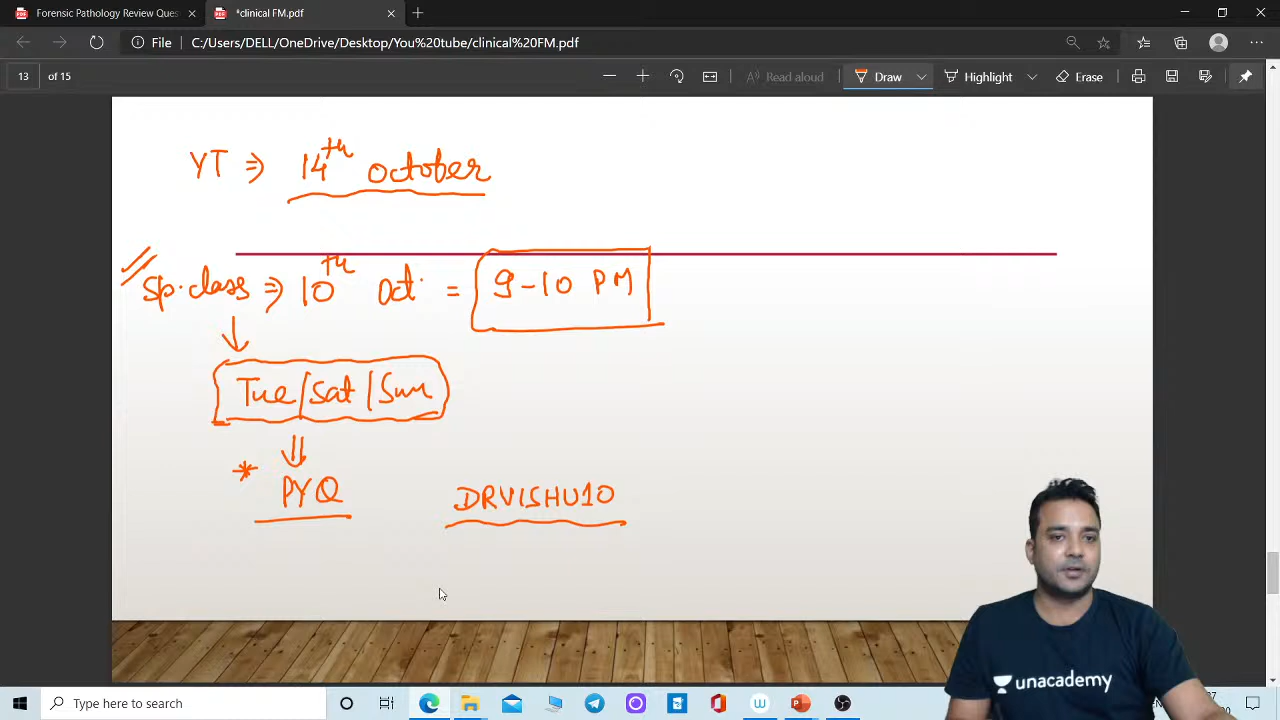 Forensic Pathology Review Ques
*clinical FM.pdf
File C:/Users/DELL/OneDrive/Desktop/You%20tube/clinical%20FM.pdf
13 of 15 Read aloud Draw Highlight Erase
YT ⇒ 14th October
Sp. class ⇒ 10th Oct. = 9-10 PM
Tue/Sat/Sun
* PYQ DRVISHU10
unacademy
Type here to search